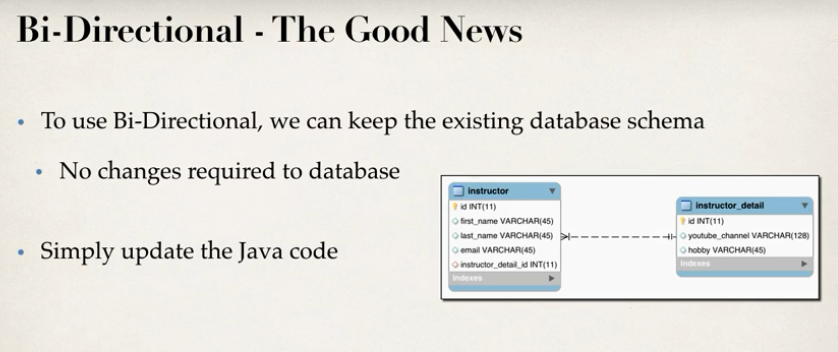 Bi-Directional - The Good News
• To use Bi-Directional, we can keep the existing database schema
• No changes required to database
• Simply update the Java code
instructor
id INT(11)
first_name VARCHAR(45)
last_name VARCHAR(45)
email VARCHAR(45)
instructor_detail_id INT(11)
Indexes
instructor_detail
id INT(11)
youtube_channel VARCHAR(128)
hobby VARCHAR(45)
Indexes